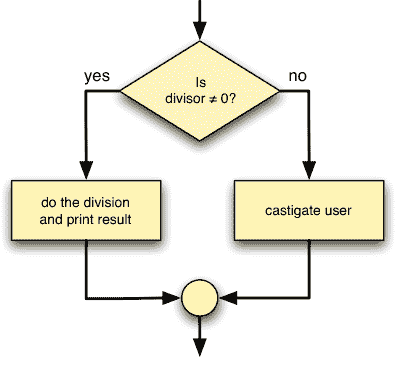 Is
divisor ≠ 0?
yes
no
do the division
and print result
castigate user